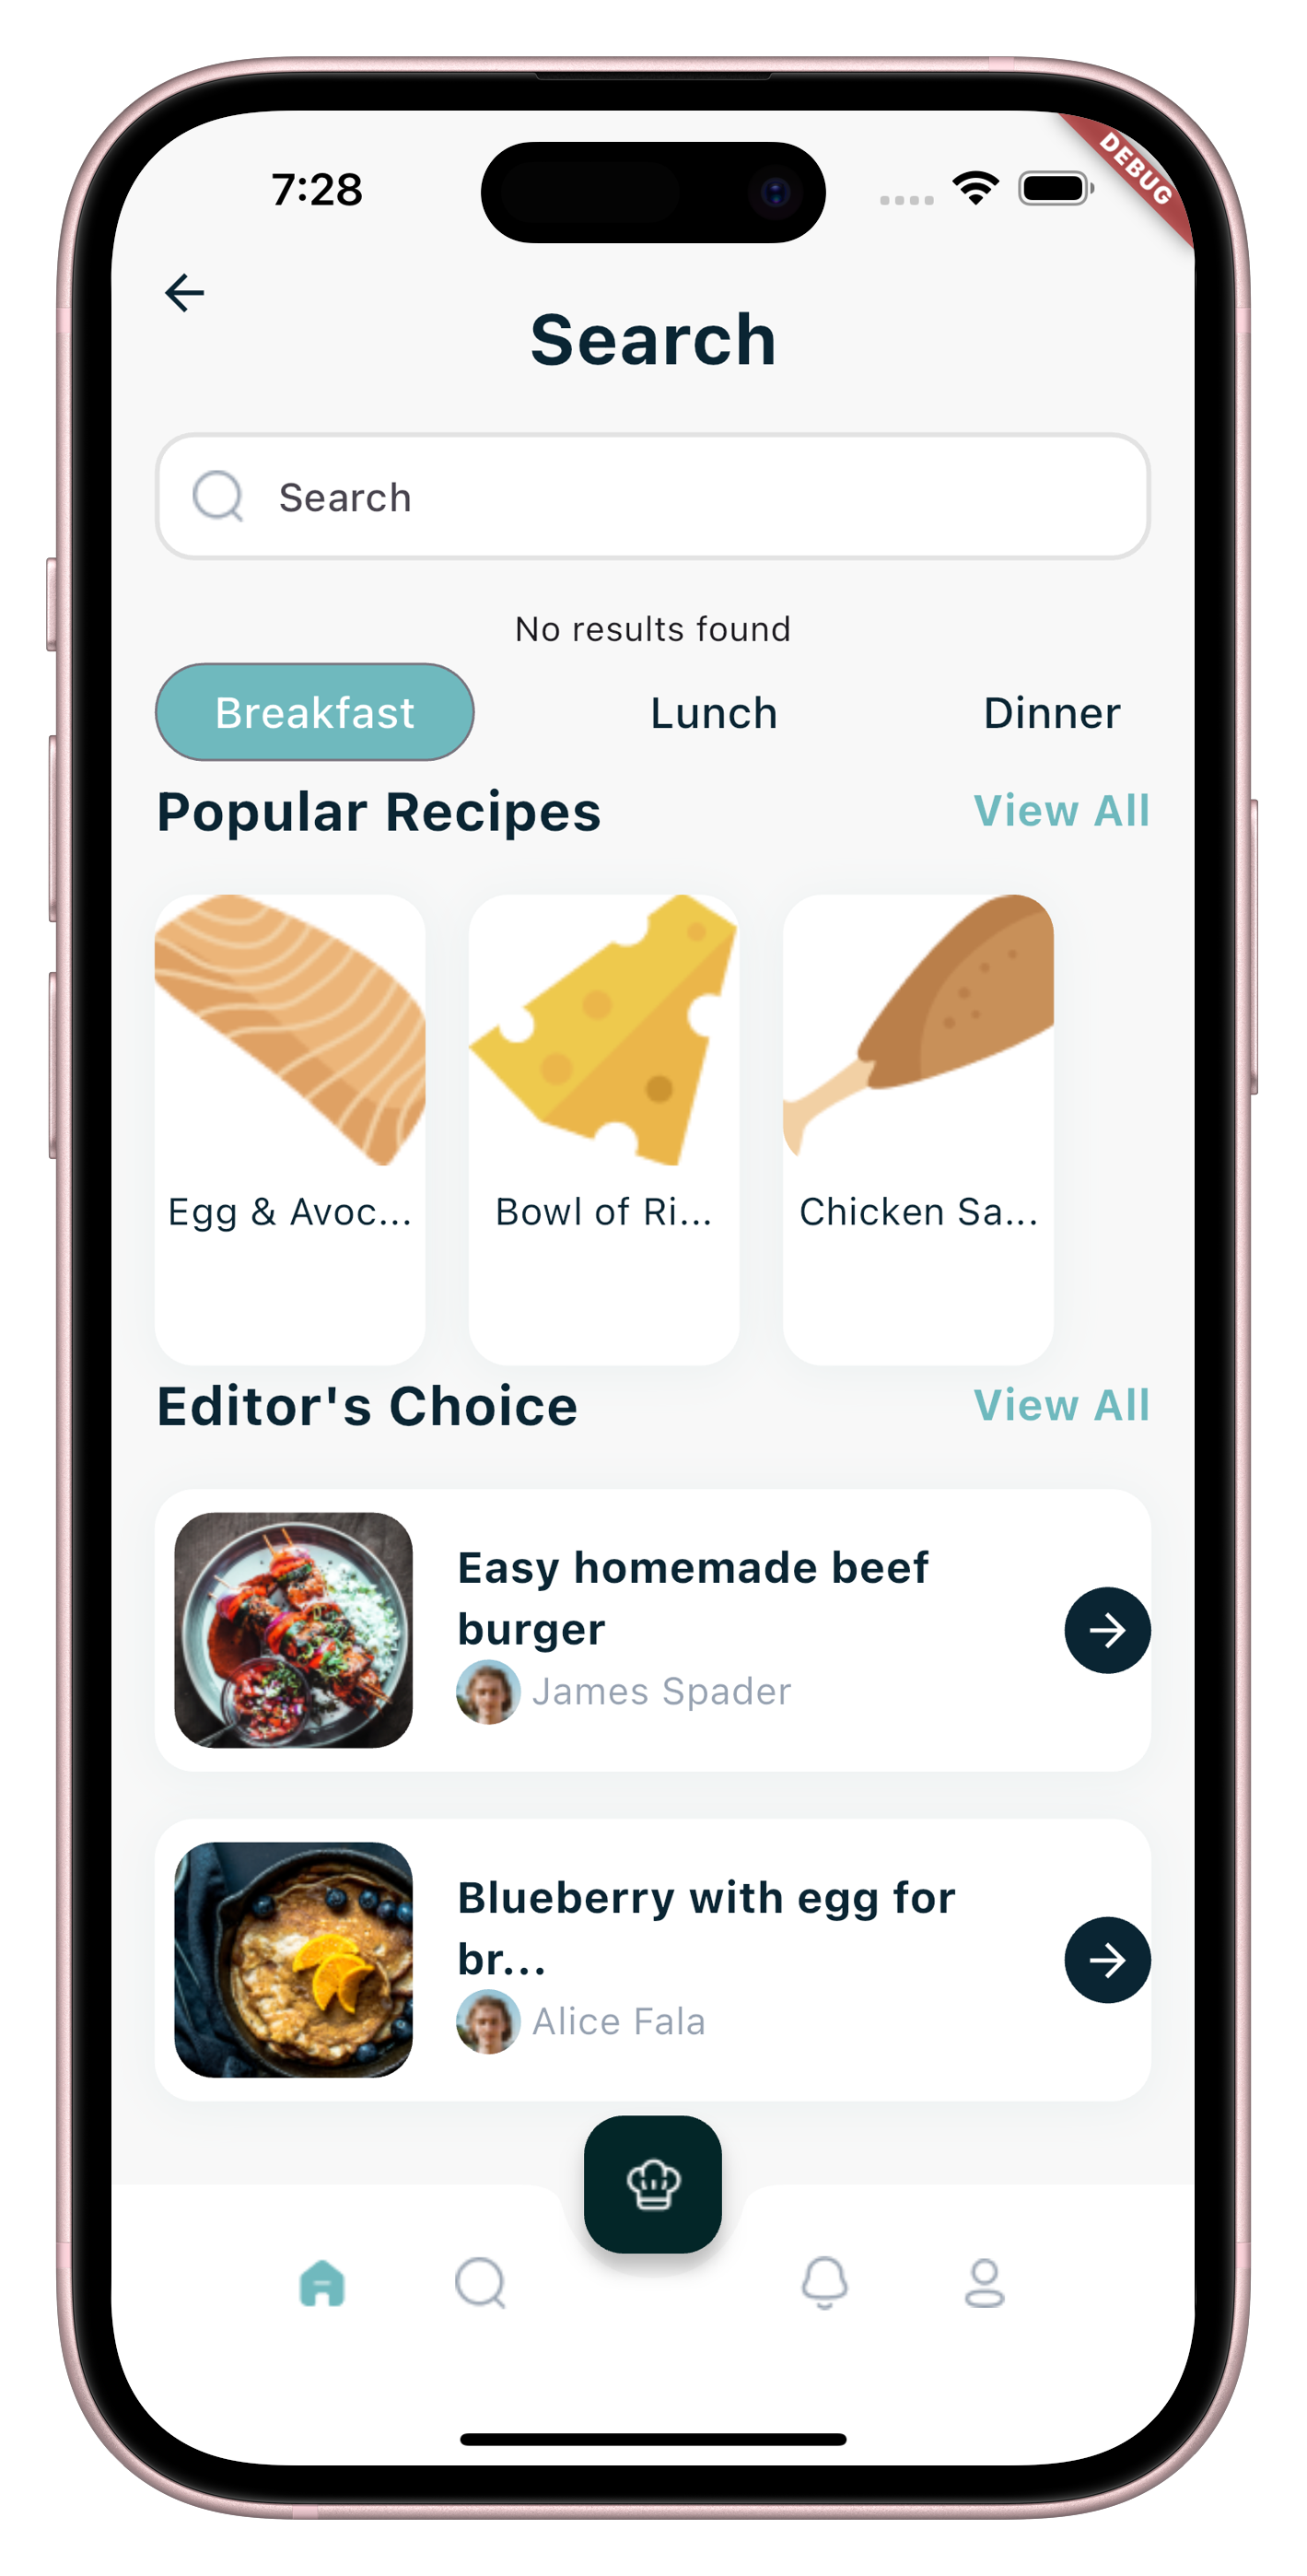 7:28
DEBUG
Search
Search
No results found
Breakfast Lunch Dinner
Popular Recipes View All
Egg & Avoc... Bowl of Ri... Chicken Sa...
Editor's Choice View All
Easy homemade beef
burger
James Spader
Blueberry with egg for
br...
Alice Fala